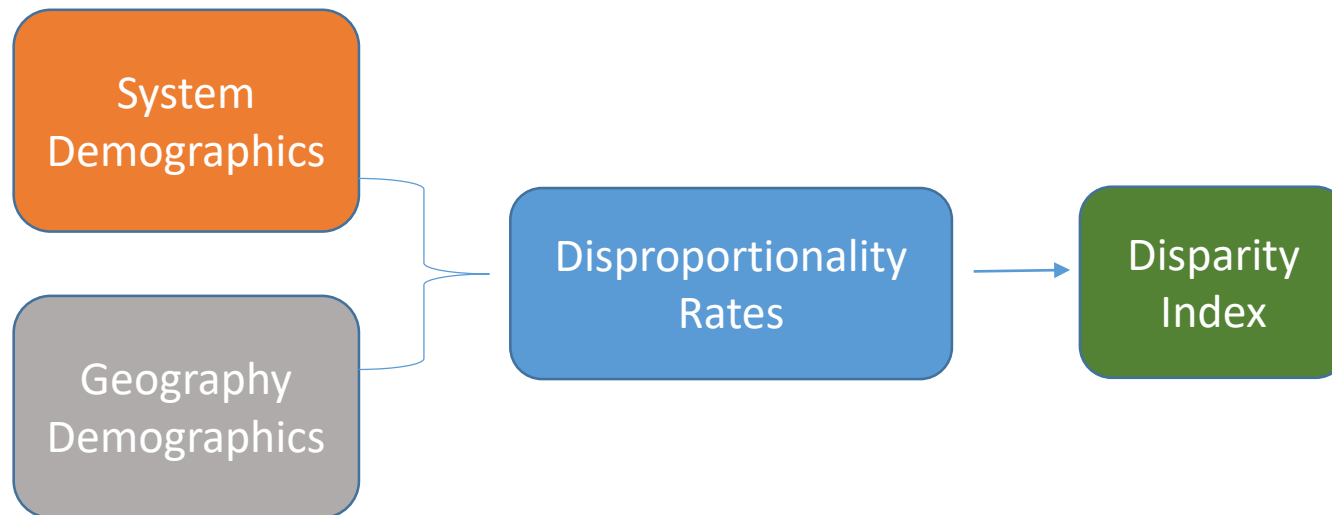 System
Demographics
Geography
Demographics
Disproportionality
Rates
Disparity
Index